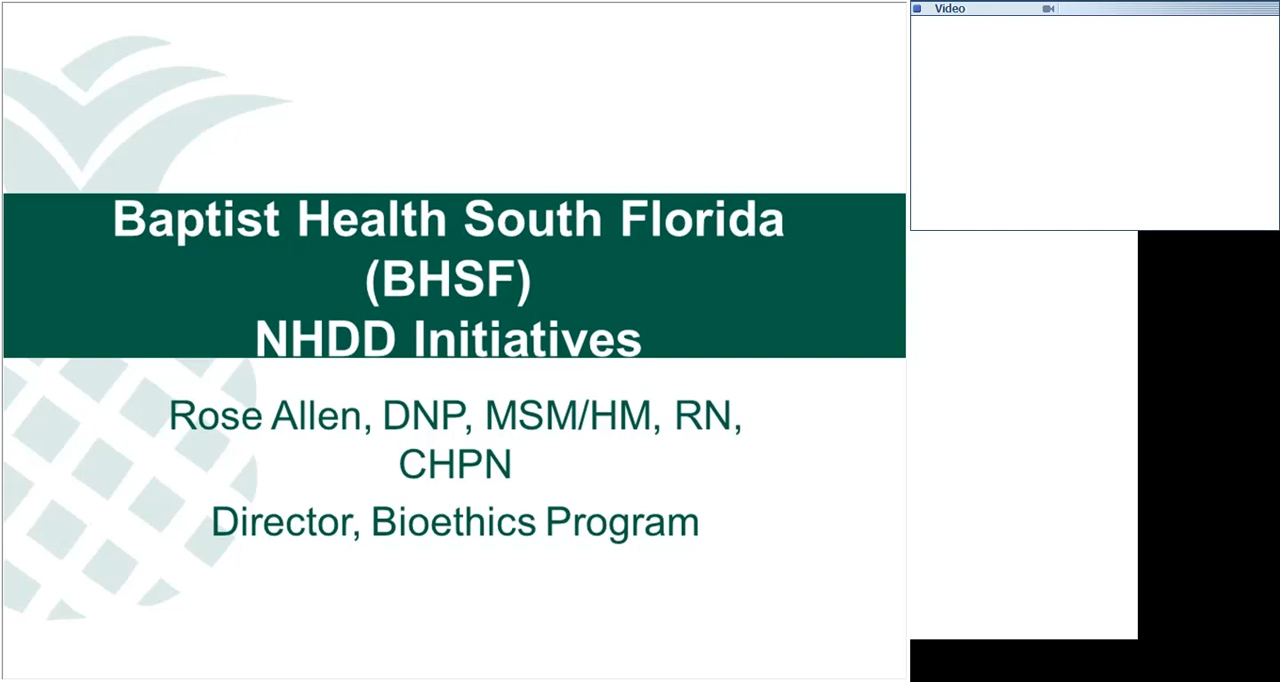 Video
Baptist Health South Florida
(BHSF)
NHDD Initiatives
Rose Allen, DNP, MSM/HM, RN,
CHPN
Director, Bioethics Program